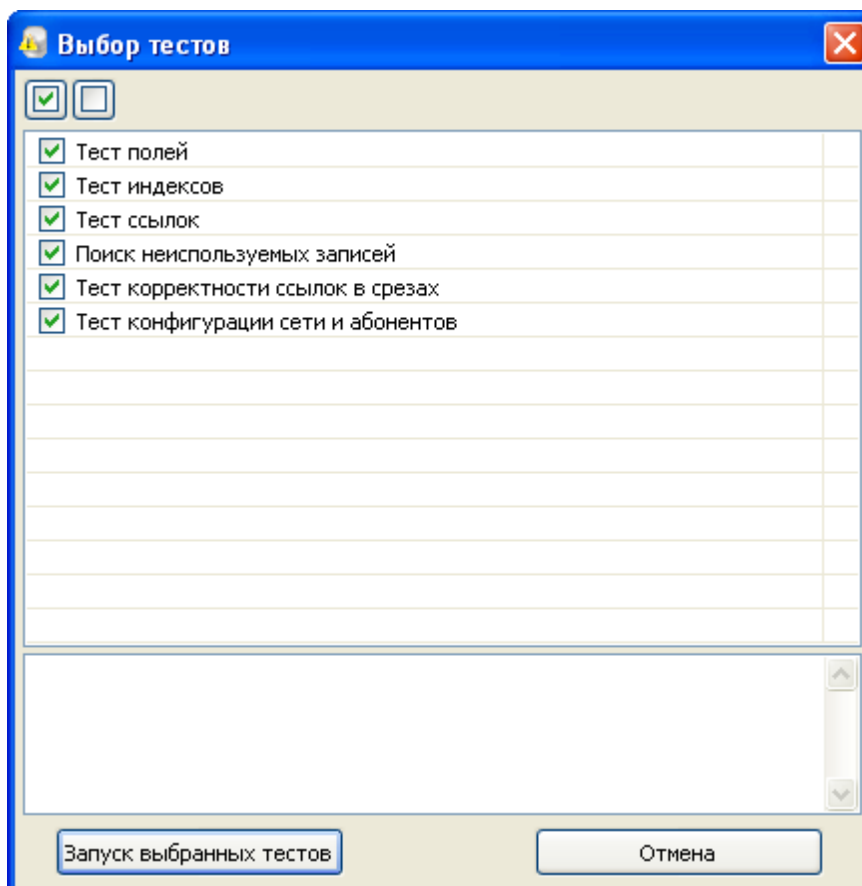 Выбор тестов
Тест полей
Тест индексов
Тест ссылок
Поиск неиспользуемых записей
Тест корректности ссылок в срезах
Тест конфигурации сети и абонентов
Запуск выбранных тестов
Отмена